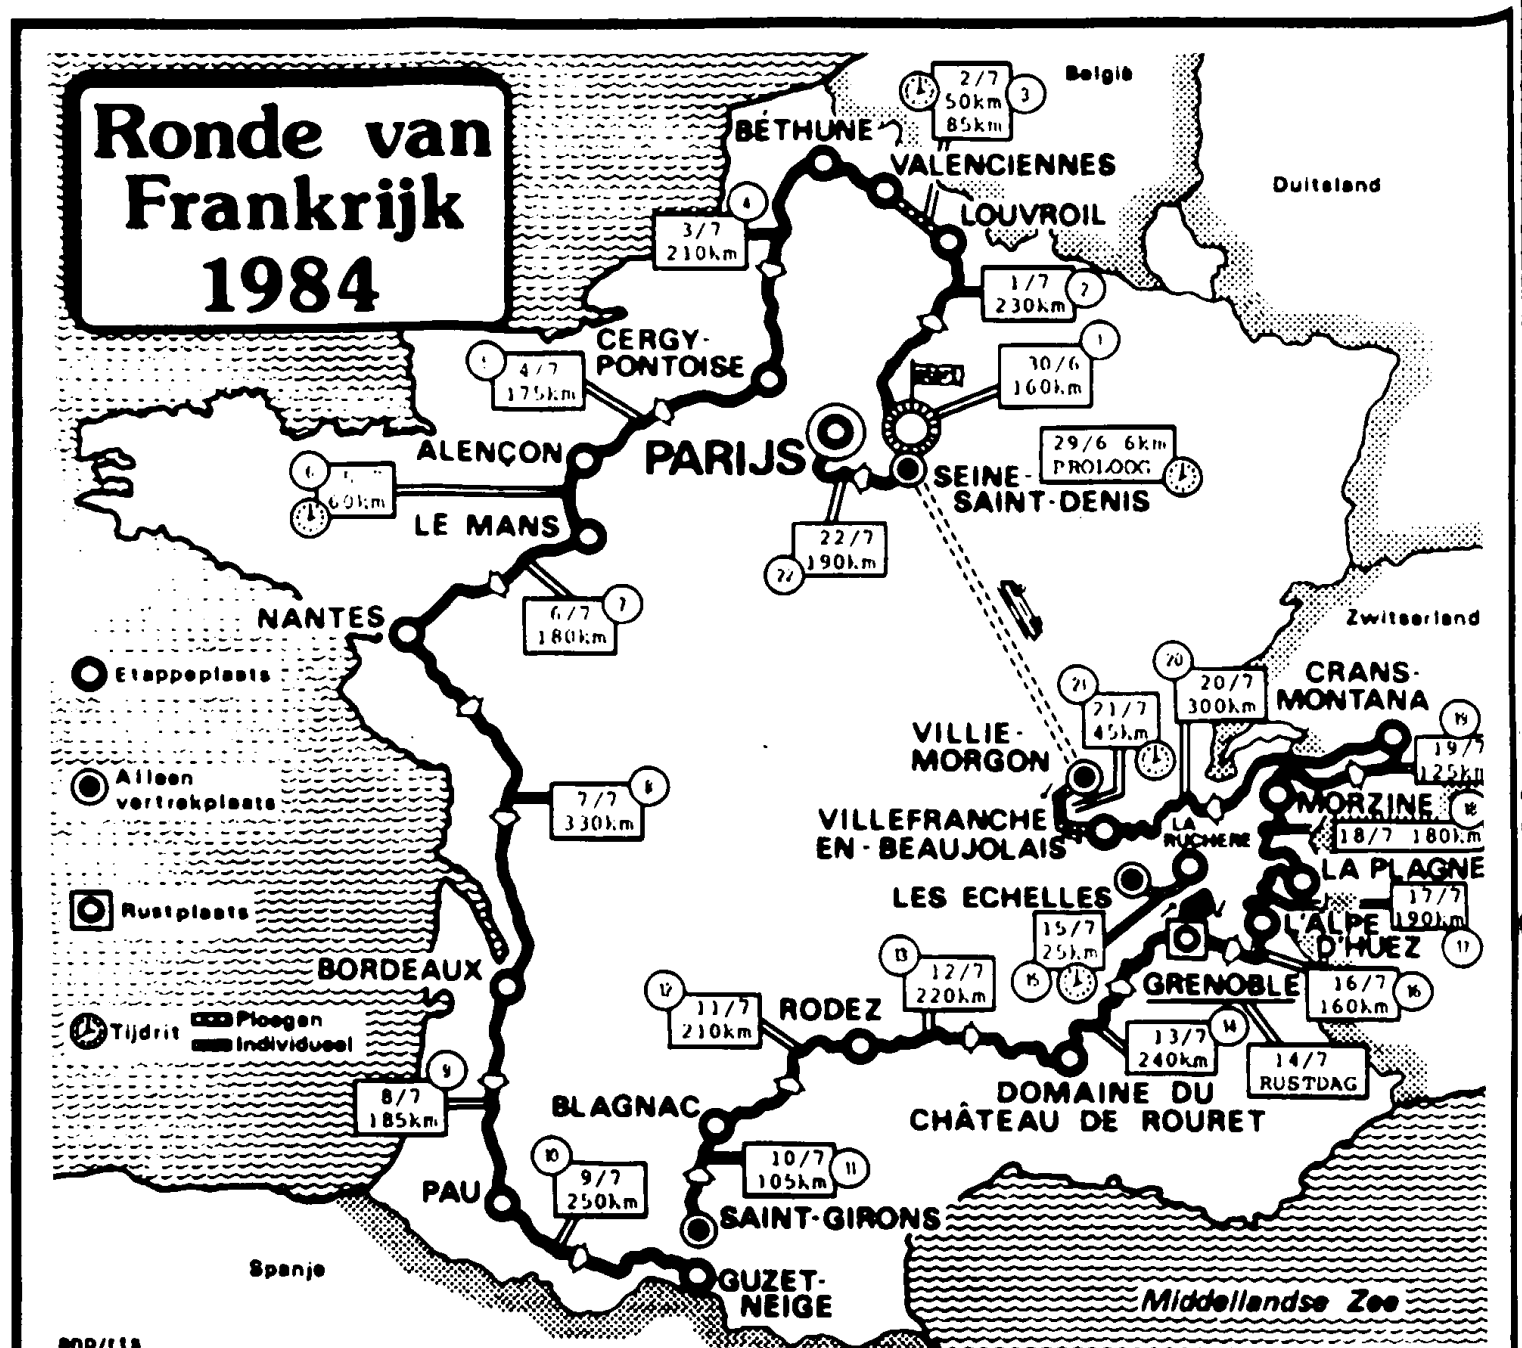 Ronde van
Frankrijk
1984
België
2/7
50km
85km
3
BÉTHUNE
VALENCIENNES
Duitsland
4
3/7
210km
LOUVROIL
1/7
230km
2
CERGY-
PONTOISE
5
4/7
175km
30/6
160km
1
ALENÇON
PARIJS
29/6 6km
PROLOOG
SEINE-
SAINT-DENIS
6
60km
LE MANS
22/7
190km
22
NANTES
6/7
180km
7
Zwitserland
Etappeplaats
20
20/7
300km
CRANS-
MONTANA
21
21/7
45km
19
19/7
125km
VILLIE-
MORGON
Alleen
vertrekplaats
7/7
330km
8
MORZINE
18
18/7 180km
VILLEFRANCHE
EN-BEAUJOLAIS
LA
RUCHERE
LA PLAGNE
LES ECHELLES
17/7
190km
17
Rustplaats
L'ALPE
D'HUEZ
15/7
25km
15
BORDEAUX
13
12/7
220km
GRENOBLE
16/7
160km
16
12
11/7
210km
RODEZ
Tijdrit
Ploegen
Individueel
13/7
240km
14
14/7
RUSTDAG
9
8/7
185km
DOMAINE DU
CHÂTEAU DE ROURET
BLAGNAC
10
9/7
250km
10/7
105km
11
PAU
SAINT-GIRONS
Spanje
GUZET-
NEIGE
Middellandse Zee